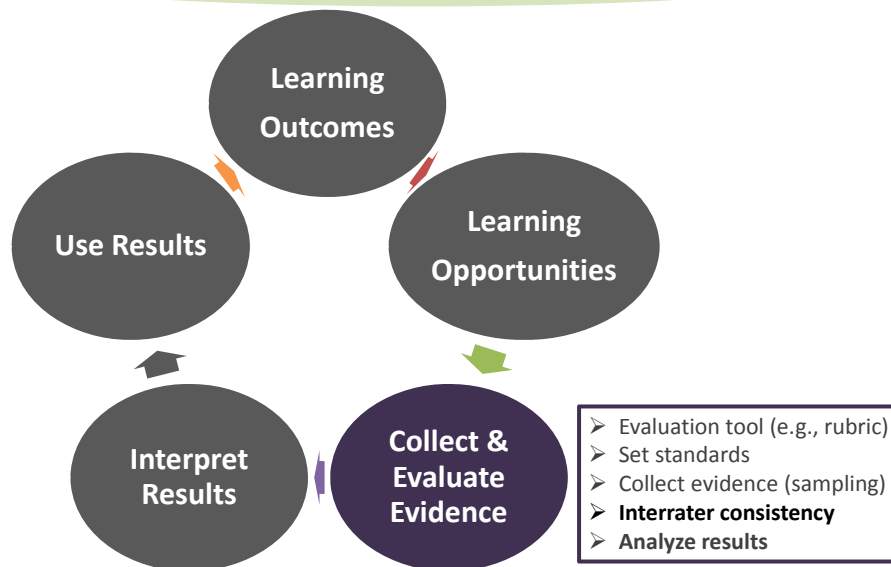 Learning
Outcomes
Learning
Opportunities
Use Results
Collect &
Evaluate
Evidence
Interpret
Results
➢ Evaluation tool (e.g., rubric)
➢ Set standards
➢ Collect evidence (sampling)
➢ Interrater consistency
➢ Analyze results